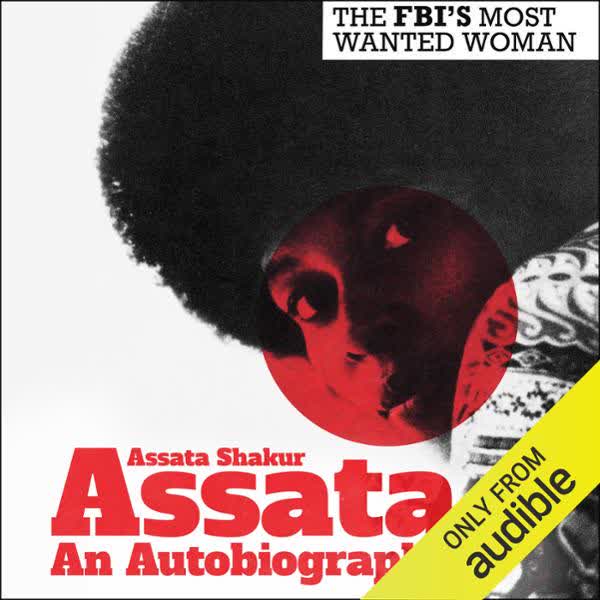 THE FBI'S MOST
WANTED WOMAN
Assata Shakur
Assata
An Autobiograph
ONLY FROM
audible